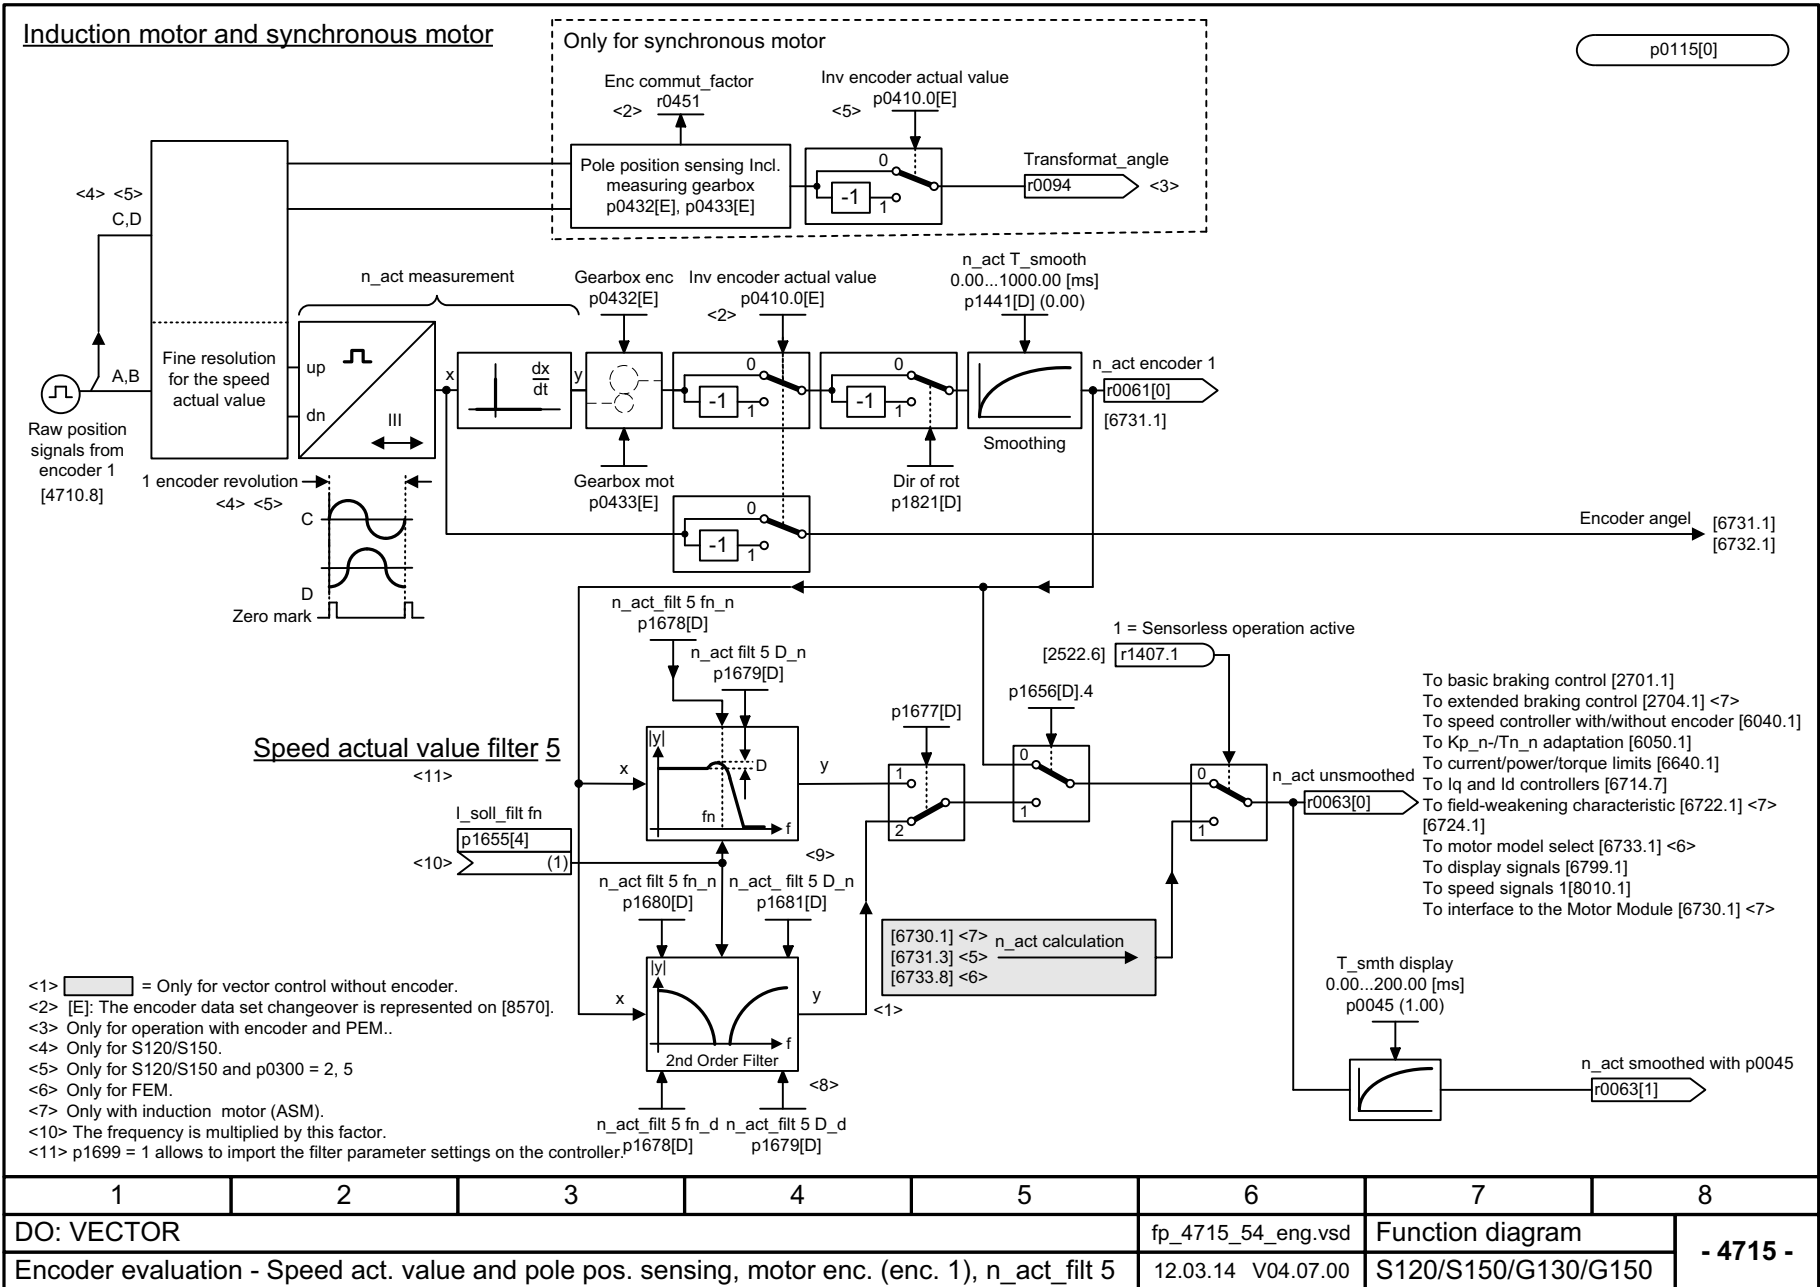 Induction motor and synchronous motor
Only for synchronous motor
p0115[0]
Enc commut_factor
<2> r0451
Inv encoder actual value
<5> p0410.0[E]
Pole position sensing Incl.
measuring gearbox
p0432[E], p0433[E]
0
-1
1
Transformat_angle
r0094 <3>
<4> <5>
C,D
A,B
Fine resolution
for the speed
actual value
Raw position
signals from
encoder 1
[4710.8]
n_act measurement
up
dn
III
x
dx
dt
y
Gearbox enc
p0432[E]
Gearbox mot
p0433[E]
Inv encoder actual value
p0410.0[E]
<2>
0
-1
1
0
-1
1
Dir of rot
p1821[D]
n_act T_smooth
0.00...1000.00 [ms]
p1441[D] (0.00)
Smoothing
n_act encoder 1
r0061[0]
[6731.1]
1 encoder revolution
<4> <5>
C
D
Zero mark
0
-1
1
Encoder angel
[6731.1]
[6732.1]
n_act_filt 5 fn_n
p1678[D]
n_act filt 5 D_n
p1679[D]
Speed actual value filter 5
<11>
x
|y|
D
fn
f
y
I_soll_filt fn
p1655[4]
<10> (1)
<9>
n_act filt 5 fn_n
p1680[D]
n_act_ filt 5 D_n
p1681[D]
x
|y|
f
2nd Order Filter
y
<8>
n_act_filt 5 fn_d
p1678[D]
n_act_filt 5 D_d
p1679[D]
p1677[D]
1
2
p1656[D].4
0
1
1 = Sensorless operation active
[2522.6] r1407.1
0
1
n_act unsmoothed
r0063[0]
[6730.1] <7>
[6731.3] <5>
[6733.8] <6>
n_act calculation
<1>
To basic braking control [2701.1]
To extended braking control [2704.1] <7>
To speed controller with/without encoder [6040.1]
To Kp_n-/Tn_n adaptation [6050.1]
To current/power/torque limits [6640.1]
To Iq and Id controllers [6714.7]
To field-weakening characteristic [6722.1] <7>
[6724.1]
To motor model select [6733.1] <6>
To display signals [6799.1]
To speed signals 1[8010.1]
To interface to the Motor Module [6730.1] <7>
T_smth display
0.00...200.00 [ms]
p0045 (1.00)
n_act smoothed with p0045
r0063[1]
<1> = Only for vector control without encoder.
<2> [E]: The encoder data set changeover is represented on [8570].
<3> Only for operation with encoder and PEM..
<4> Only for S120/S150.
<5> Only for S120/S150 and p0300 = 2, 5
<6> Only for FEM.
<7> Only with induction motor (ASM).
<10> The frequency is multiplied by this factor.
<11> p1699 = 1 allows to import the filter parameter settings on the controller.
1 2 3 4 5 6 7 8
DO: VECTOR
fp_4715_54_eng.vsd
Function diagram
- 4715 -
Encoder evaluation - Speed act. value and pole pos. sensing, motor enc. (enc. 1), n_act_filt 5
12.03.14 V04.07.00
S120/S150/G130/G150